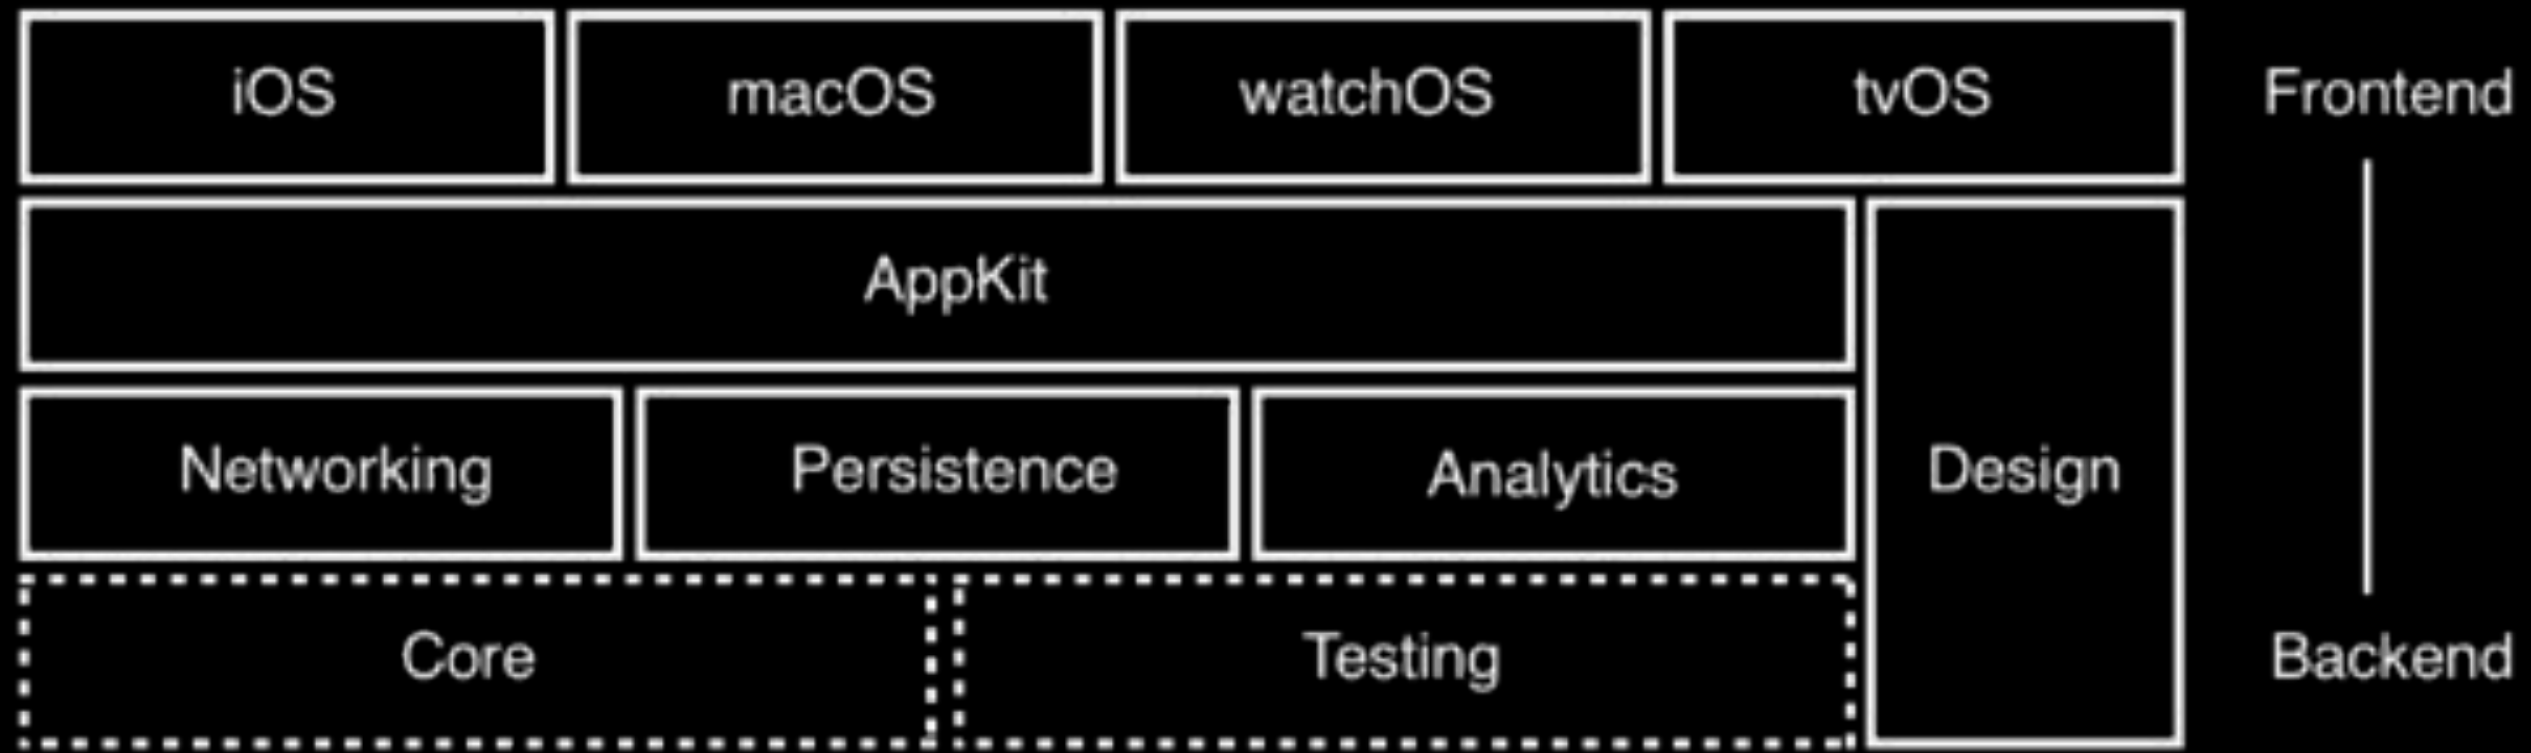 iOS
macOS
watchOS
tvOS
Frontend
AppKit
Networking
Persistence
Analytics
Design
Core
Testing
Backend